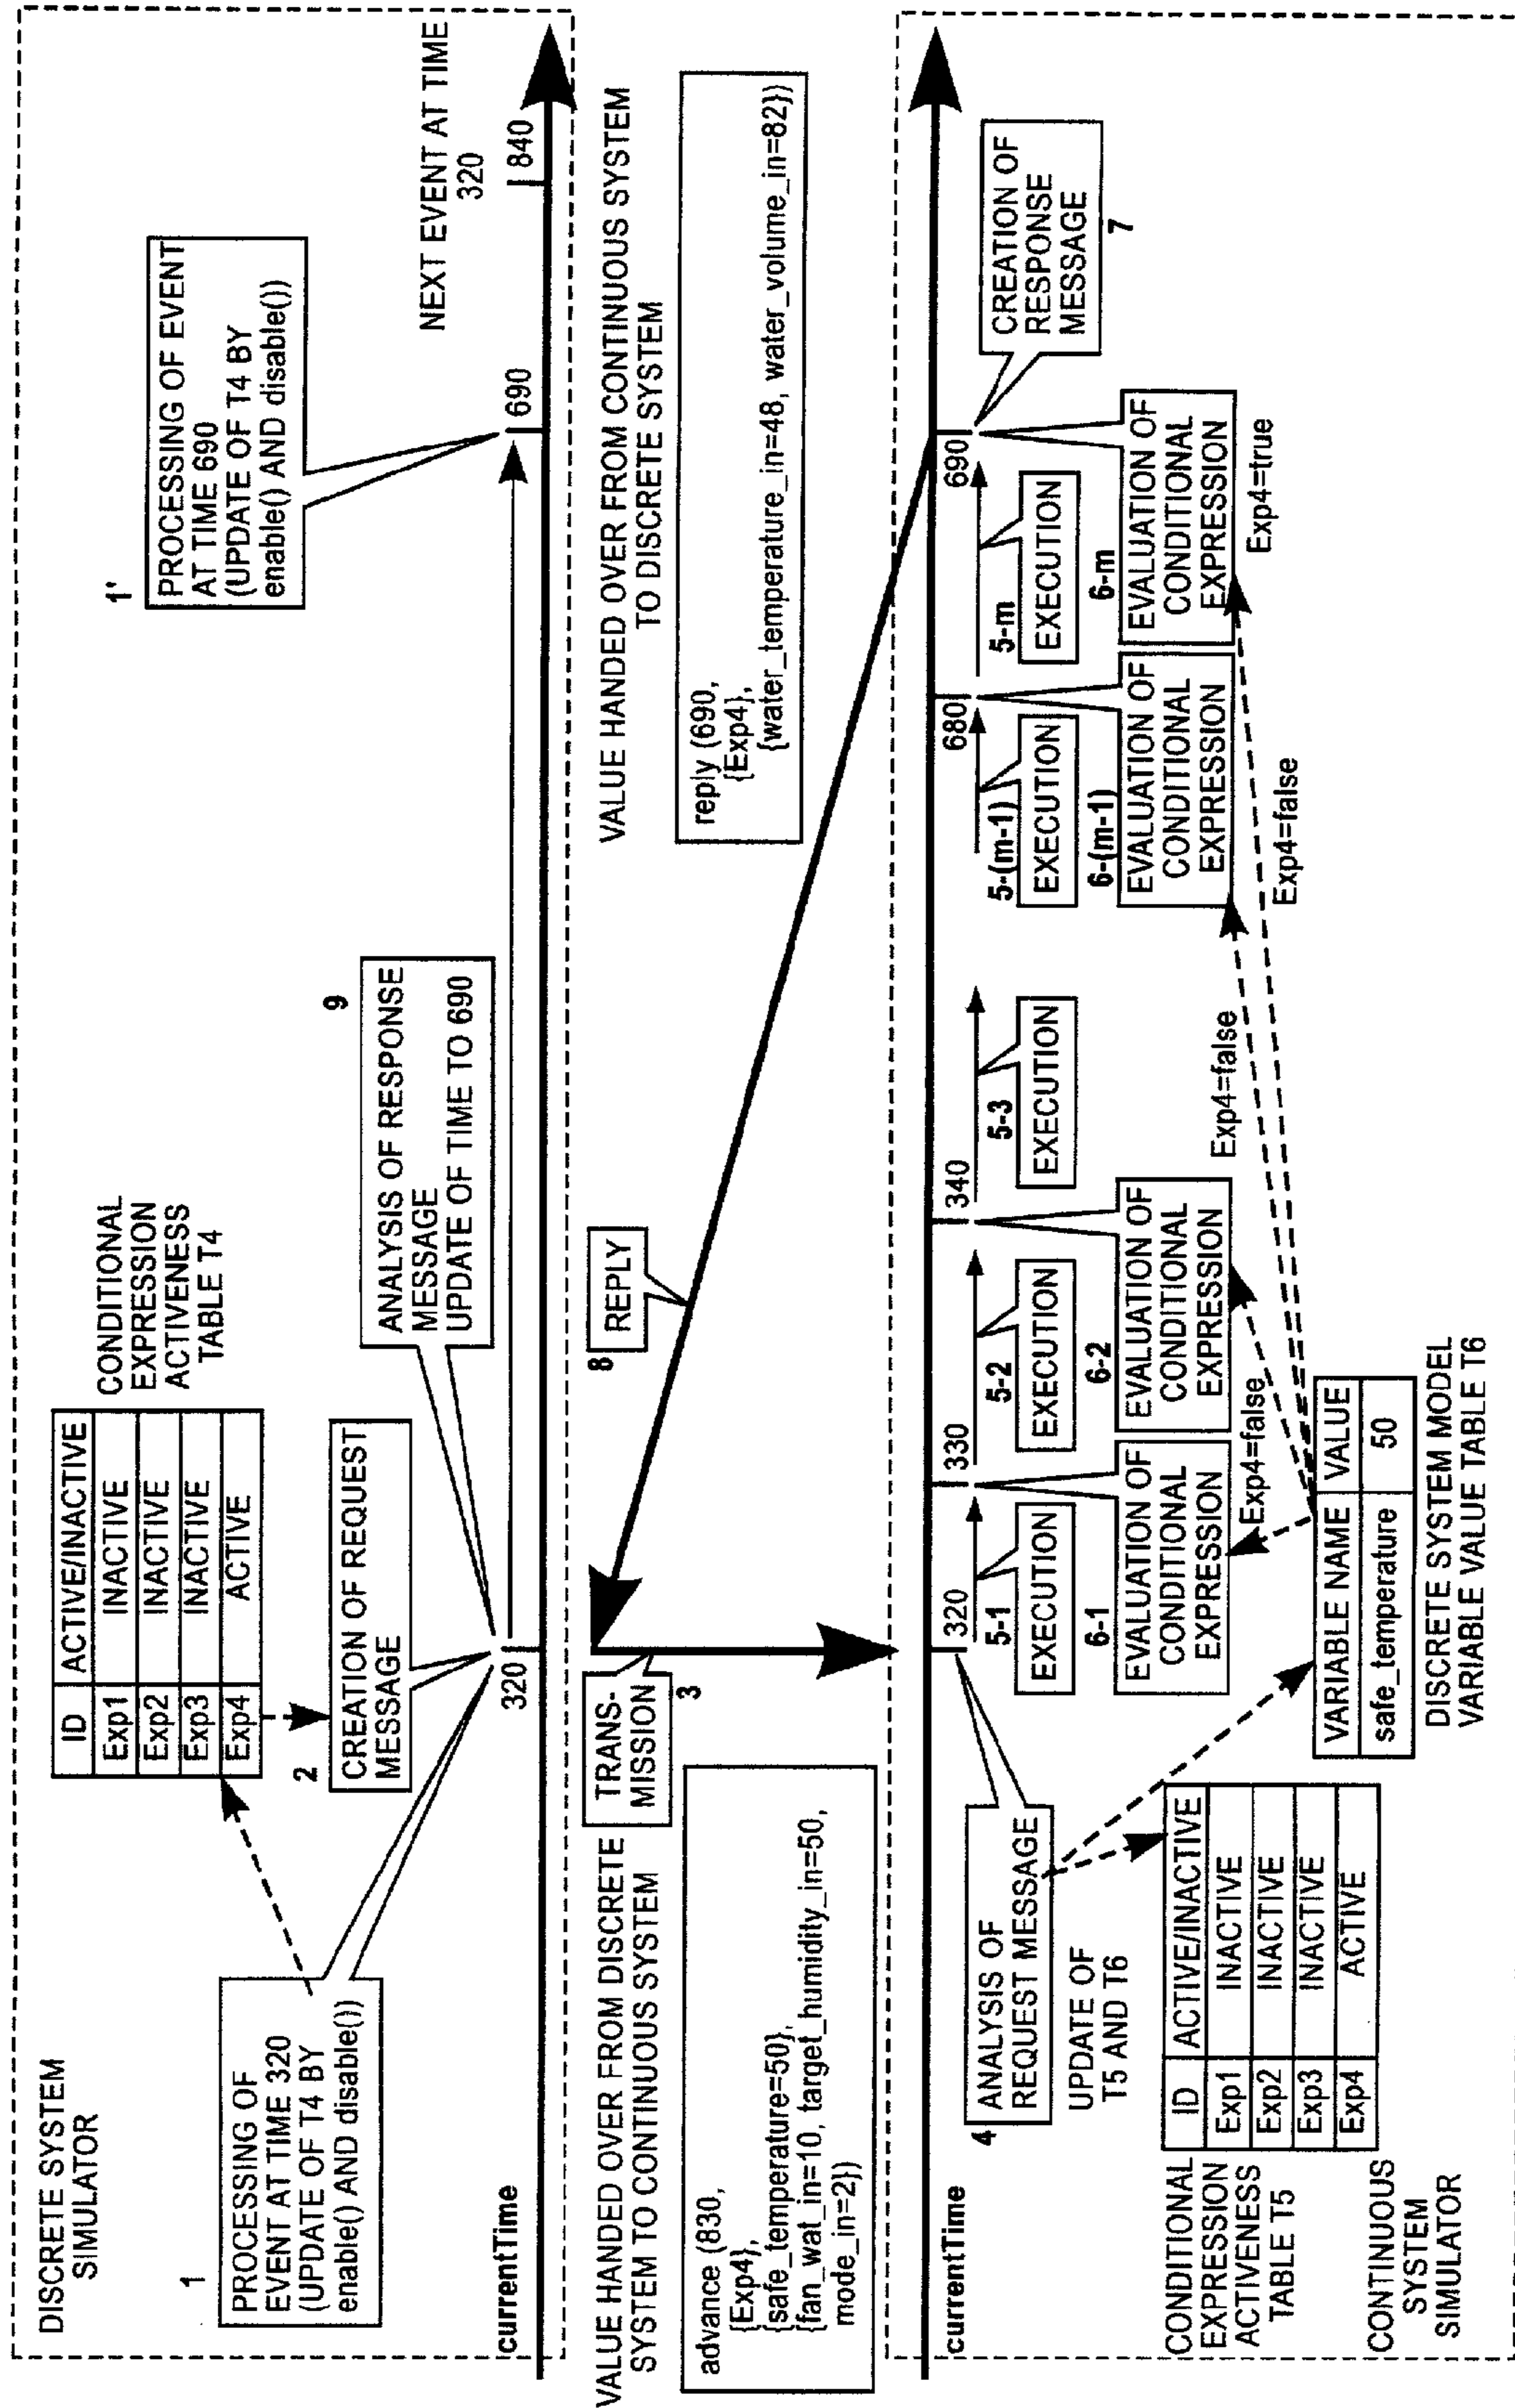 DISCRETE SYSTEM
SIMULATOR
1
PROCESSING OF
EVENT AT TIME 320
(UPDATE OF T4 BY
enable() AND disable())
ID ACTIVE/INACTIVE
Exp1 INACTIVE
Exp2 INACTIVE
Exp3 INACTIVE
Exp4 ACTIVE
CONDITIONAL
EXPRESSION
ACTIVENESS
TABLE T4
2
CREATION OF REQUEST
MESSAGE
9
ANALYSIS OF RESPONSE
MESSAGE
UPDATE OF TIME TO 690
1'
PROCESSING OF EVENT
AT TIME 690
(UPDATE OF T4 BY
enable() AND disable())
NEXT EVENT AT TIME
320
currentTime
320
690
840
VALUE HANDED OVER FROM DISCRETE
SYSTEM TO CONTINUOUS SYSTEM
advance (830,
{Exp4},
{safe_temperature=50},
{fan_wat_in=10, target_humidity_in=50,
mode_in=2})
TRANS-
MISSION
3
8
REPLY
VALUE HANDED OVER FROM CONTINUOUS SYSTEM
TO DISCRETE SYSTEM
reply (690,
{Exp4},
{water_temperature_in=48, water_volume_in=82})
currentTime
320
330
340
680
690
4
ANALYSIS OF
REQUEST MESSAGE
UPDATE OF
T5 AND T6
5-1
EXECUTION
5-2
EXECUTION
5-3
EXECUTION
5-(m-1)
EXECUTION
5-m
EXECUTION
CREATION OF
RESPONSE
MESSAGE
7
6-1
EVALUATION OF
CONDITIONAL
EXPRESSION
6-2
EVALUATION OF
CONDITIONAL
EXPRESSION
6-(m-1)
EVALUATION OF
CONDITIONAL
EXPRESSION
6-m
EVALUATION OF
CONDITIONAL
EXPRESSION
Exp4=false
Exp4=false
Exp4=false
Exp4=true
CONDITIONAL
EXPRESSION
ACTIVENESS
TABLE T5
ID ACTIVE/INACTIVE
Exp1 INACTIVE
Exp2 INACTIVE
Exp3 INACTIVE
Exp4 ACTIVE
VARIABLE NAME VALUE
safe_temperature 50
DISCRETE SYSTEM MODEL
VARIABLE VALUE TABLE T6
CONTINUOUS
SYSTEM
SIMULATOR